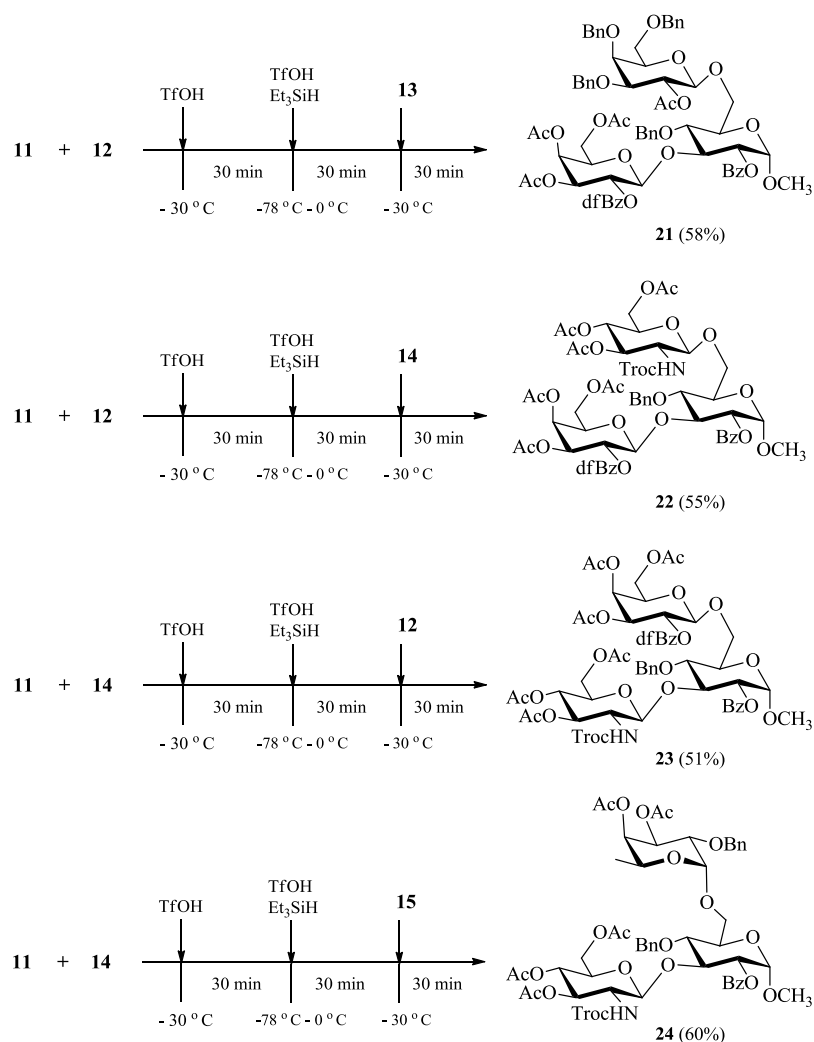 BnO OBn
O
BnO O
AcO
TfOH TfOH Et₃SiH 13
11 + 12
30 min 30 min 30 min
- 30 °C -78 °C - 0 °C - 30 °C
AcO OAc BnO O
O O BzO
AcO dfBzO OCH₃
21 (58%)
OAc
AcO O
AcO O
TrocHN
TfOH TfOH Et₃SiH 14
11 + 12
30 min 30 min 30 min
- 30 °C -78 °C - 0 °C - 30 °C
AcO OAc BnO O
O O BzO
AcO dfBzO OCH₃
22 (55%)
AcO OAc
O
O
AcO dfBzO
TfOH TfOH Et₃SiH 12
11 + 14
30 min 30 min 30 min
- 30 °C -78 °C - 0 °C - 30 °C
OAc BnO O
AcO O O BzO
AcO TrocHN OCH₃
23 (51%)
AcO OAc
OBn
O
O
TfOH TfOH Et₃SiH 15
11 + 14
30 min 30 min 30 min
- 30 °C -78 °C - 0 °C - 30 °C
OAc BnO O
AcO O O BzO
AcO TrocHN OCH₃
24 (60%)